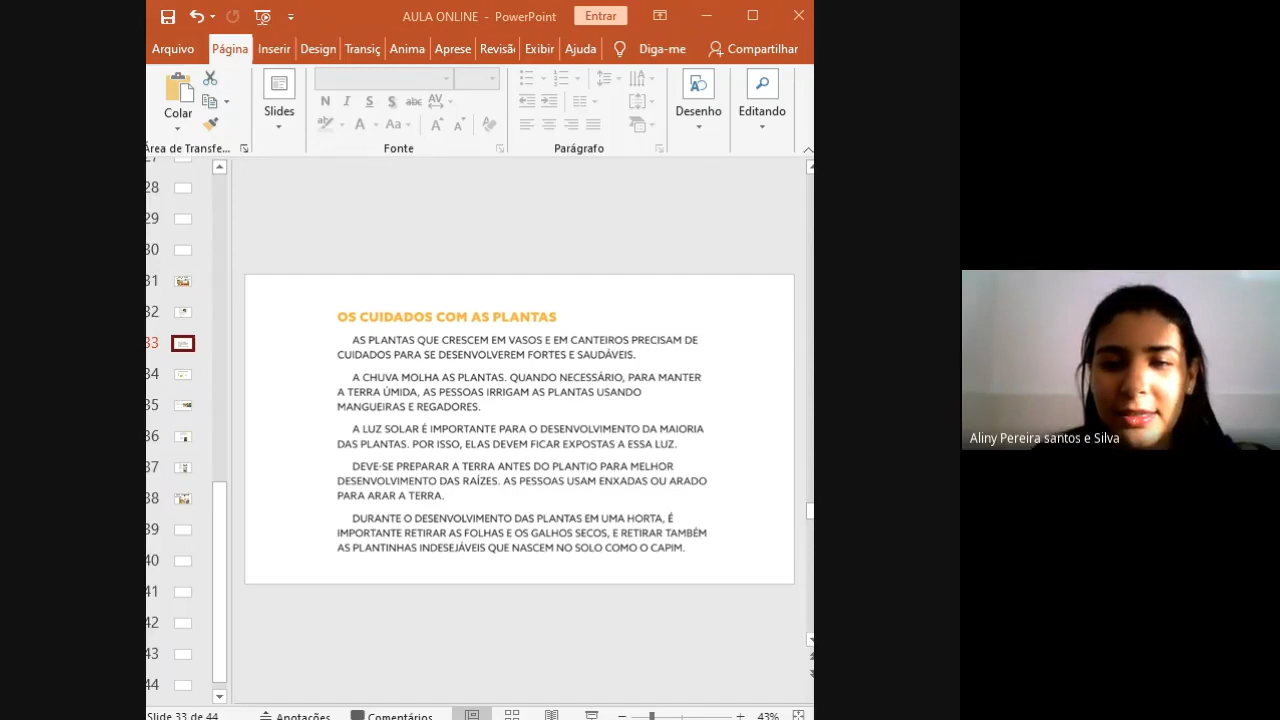 AULA ONLINE - PowerPoint
Entrar
Arquivo Página Inserir Design Transiç Anima Aprese Revisã Exibir Ajuda Diga-me Compartilhar
Colar
Slides
N I S S abc AV
A Aa A A
Desenho
Editando
Área de Transfe...
Fonte
Parágrafo
28
29
30
31
32
33
34
35
36
37
38
39
40
41
42
43
44
OS CUIDADOS COM AS PLANTAS
AS PLANTAS QUE CRESCEM EM VASOS E EM CANTEIROS PRECISAM DE
CUIDADOS PARA SE DESENVOLVEREM FORTES E SAUDÁVEIS.
A CHUVA MOLHA AS PLANTAS. QUANDO NECESSÁRIO, PARA MANTER
A TERRA ÚMIDA, AS PESSOAS IRRIGAM AS PLANTAS USANDO
MANGUEIRAS E REGADORES.
A LUZ SOLAR É IMPORTANTE PARA O DESENVOLVIMENTO DA MAIORIA
DAS PLANTAS. POR ISSO, ELAS DEVEM FICAR EXPOSTAS A ESSA LUZ.
DEVE-SE PREPARAR A TERRA ANTES DO PLANTIO PARA MELHOR
DESENVOLVIMENTO DAS RAÍZES. AS PESSOAS USAM ENXADAS OU ARADO
PARA ARAR A TERRA.
DURANTE O DESENVOLVIMENTO DAS PLANTAS EM UMA HORTA, É
IMPORTANTE RETIRAR AS FOLHAS E OS GALHOS SECOS, E RETIRAR TAMBÉM
AS PLANTINHAS INDESEJÁVEIS QUE NASCEM NO SOLO COMO O CAPIM.
Aliny Pereira santos e Silva
Slide 33 de 44 Anotações Comentários 43%